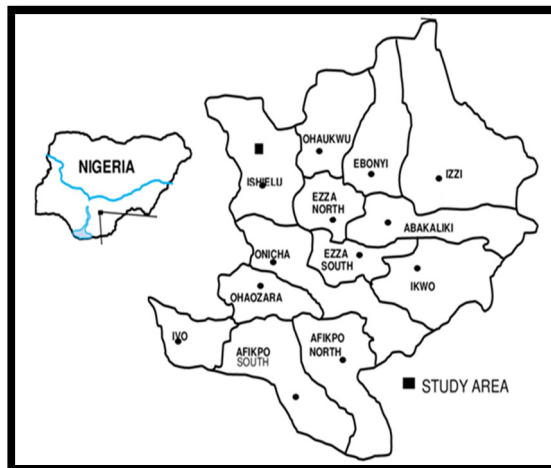 NIGERIA
OHAUKWU
EBONYI
IZZI
ISHIELU
EZZA
NORTH
ABAKALIKI
ONICHA
EZZA
SOUTH
IKWO
OHAOZARA
IVO
AFIKPO
SOUTH
AFIKPO
NORTH
STUDY AREA